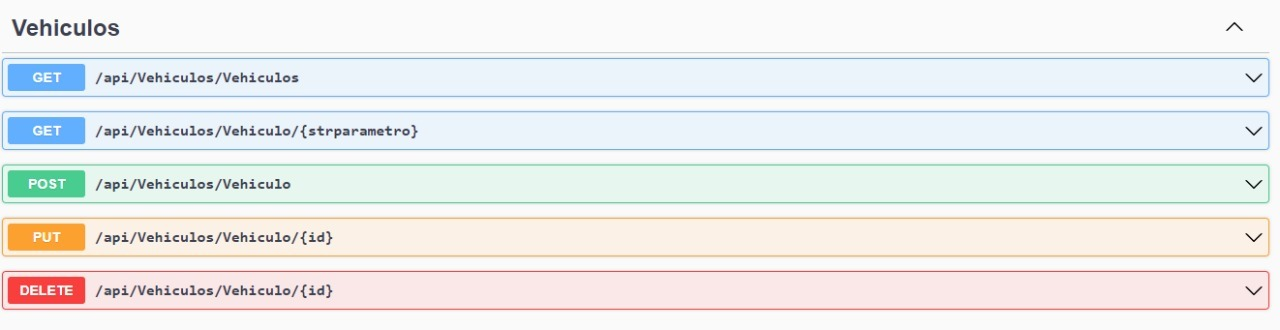 Vehiculos
GET /api/Vehiculos/Vehiculos
GET /api/Vehiculos/Vehiculo/{strparametro}
POST /api/Vehiculos/Vehiculo
PUT /api/Vehiculos/Vehiculo/{id}
DELETE /api/Vehiculos/Vehiculo/{id}